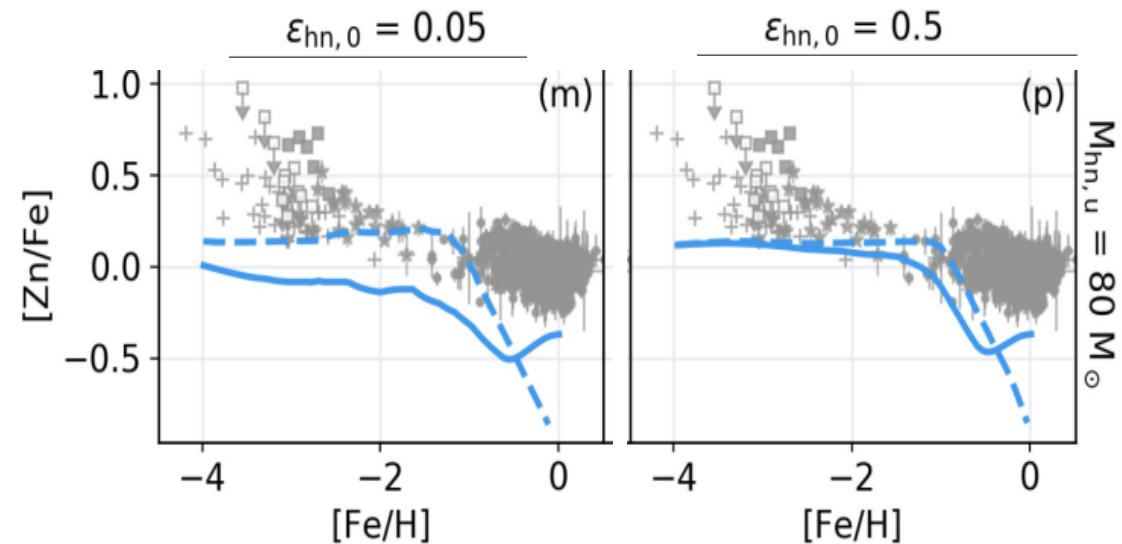 εhn, 0 = 0.05
εhn, 0 = 0.5
1.0
0.5
0.0
−0.5
[Zn/Fe]
(m)
(p)
Mhn, u = 80 M ⊙
−4
−2
0
−4
−2
0
[Fe/H]
[Fe/H]